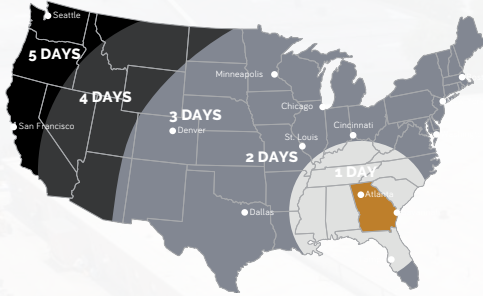 Seattle
5 DAYS
Minneapolis
4 DAYS
Chicago
3 DAYS
San Francisco
Denver
Cincinnati
St. Louis
2 DAYS
1 DAY
Atlanta
Dallas